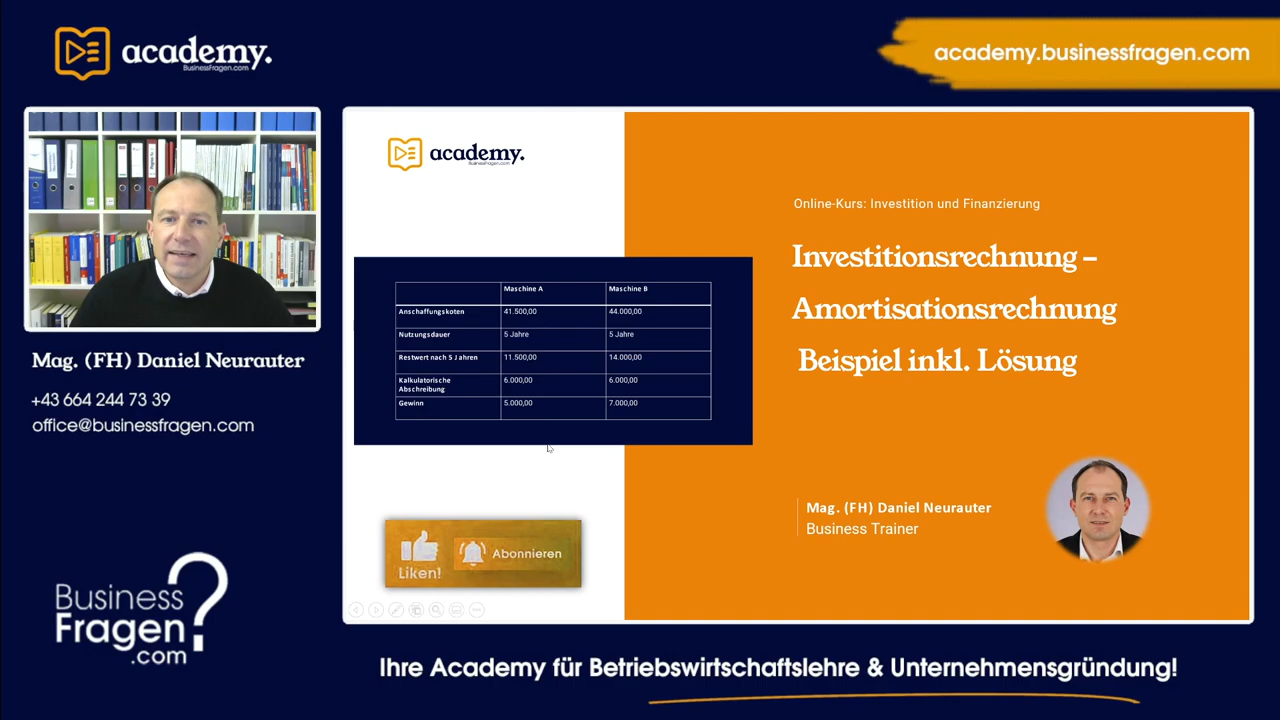 academy.
BusinessFragen.com
academy.businessfragen.com
Mag. (FH) Daniel Neurauter
+43 664 244 73 39
office@businessfragen.com
Business
Fragen
.com
?
academy.
BusinessFragen.com
Maschine A Maschine B
Anschaffungskoten 41.500,00 44.000,00
Nutzungsdauer 5 Jahre 5 Jahre
Restwert nach 5 Jahren 11.500,00 14.000,00
Kalkulatorische
Abschreibung 6.000,00 6.000,00
Gewinn 5.000,00 7.000,00
Liken!
Abonnieren
Online-Kurs: Investition und Finanzierung
Investitionsrechnung –
Amortisationsrechnung
Beispiel inkl. Lösung
Mag. (FH) Daniel Neurauter
Business Trainer
Ihre Academy für Betriebswirtschaftslehre & Unternehmensgründung!